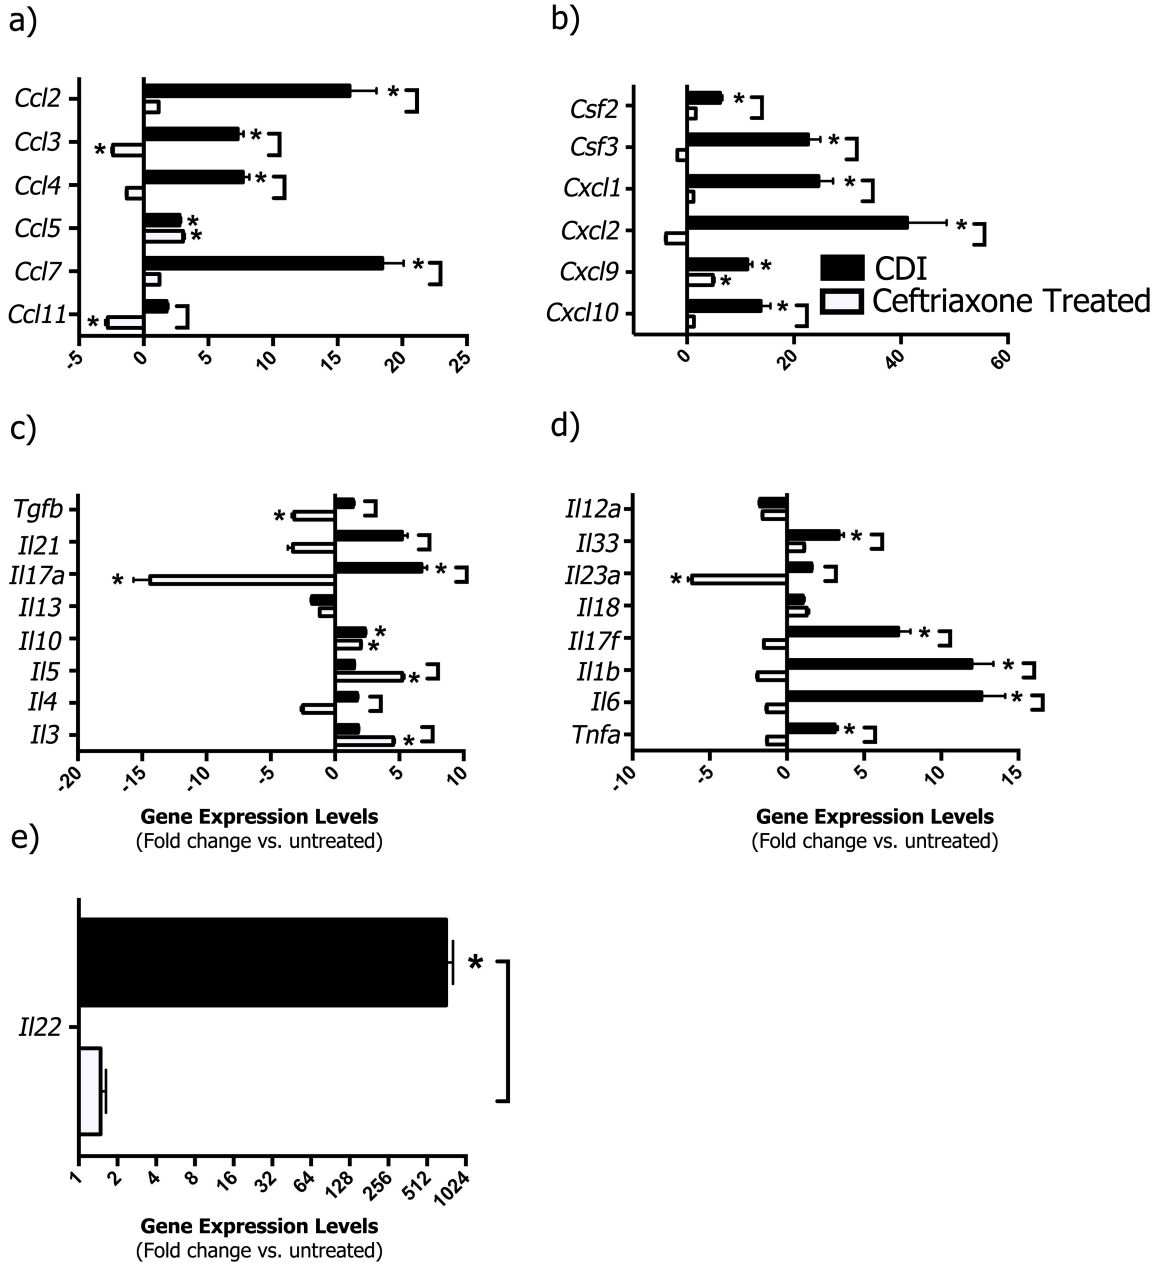 a)
Ccl2
*
Ccl3
*
*
Ccl4
*
Ccl5
*
*
Ccl7
*
Ccl11
*
-5 0 5 10 15 20 25
b)
Csf2
*
Csf3
*
Cxcl1
*
Cxcl2
*
Cxcl9
*
*
Cxcl10
*
CDI
Ceftriaxone Treated
0 20 40 60
c)
Tgfb
*
Il21
Il17a
*
*
Il13
Il10
*
*
Il5
*
Il4
Il3
*
-20 -15 -10 -5 0 5 10
Gene Expression Levels
(Fold change vs. untreated)
d)
Il12a
Il33
*
Il23a
*
Il18
Il17f
*
Il1b
*
Il6
*
Tnfa
*
-10 -5 0 5 10 15
Gene Expression Levels
(Fold change vs. untreated)
e)
*
Il22
1 2 4 8 16 32 64 128 256 512 1024
Gene Expression Levels
(Fold change vs. untreated)